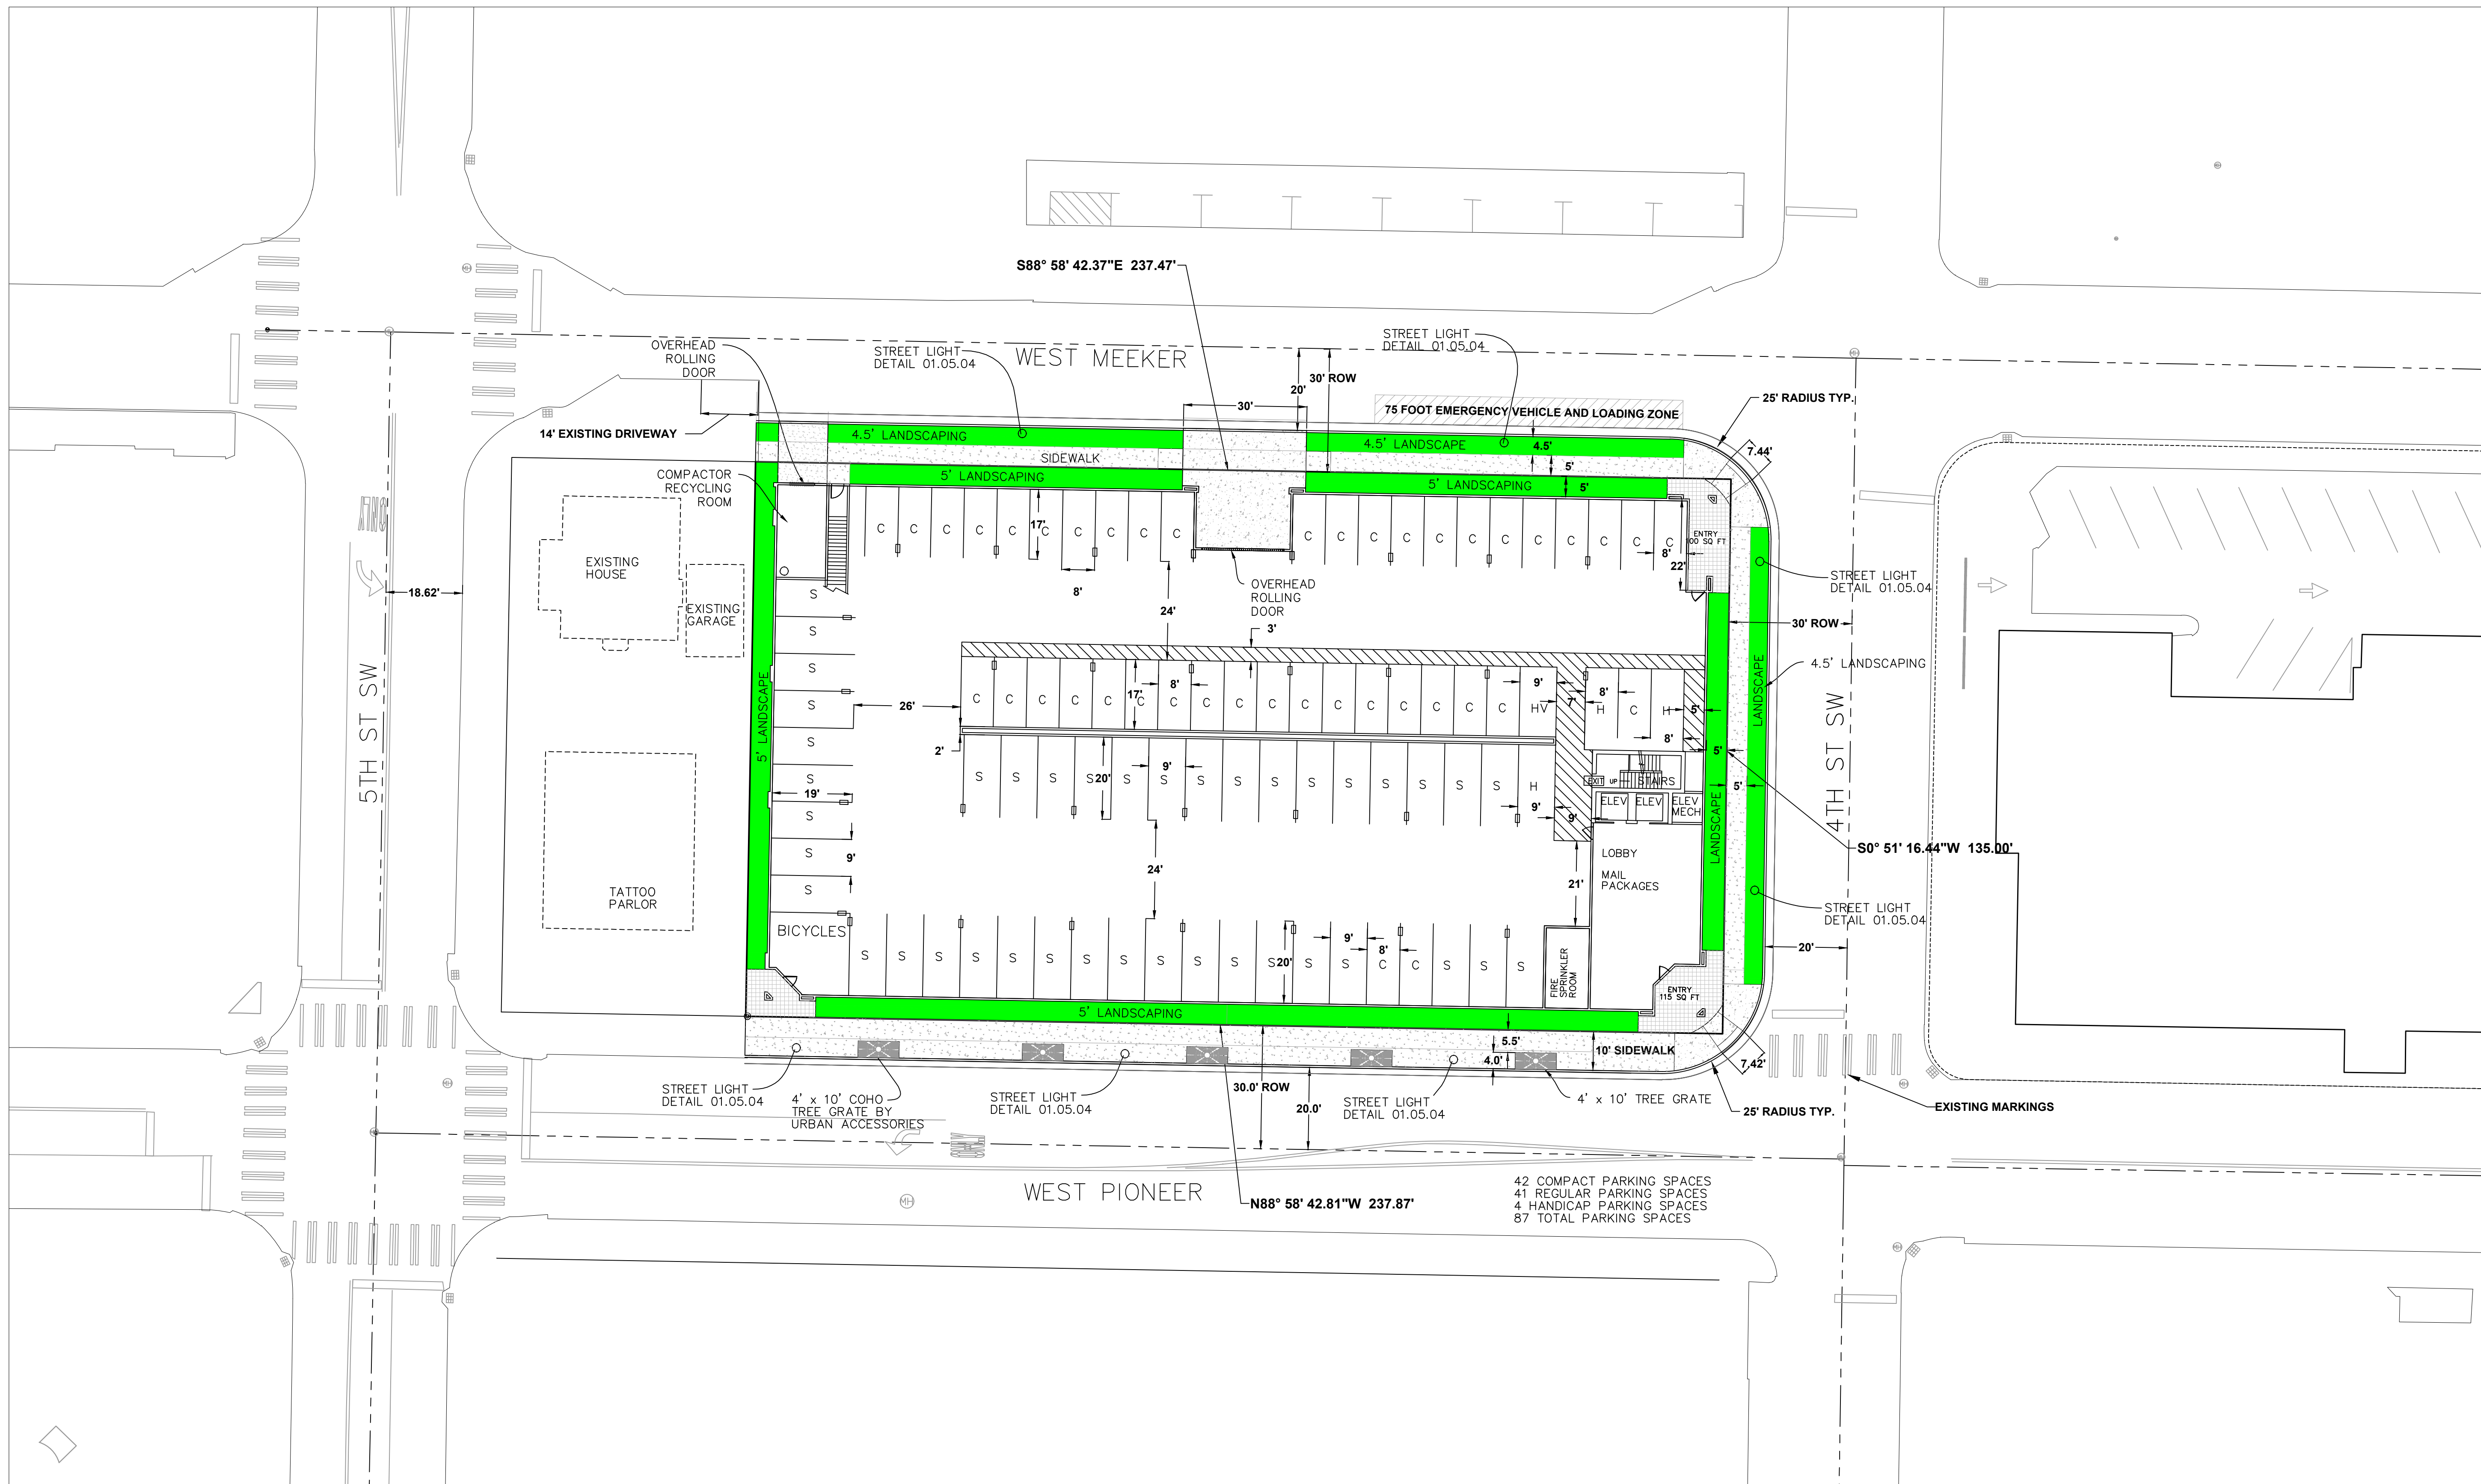 S88° 58' 42.37"E 237.47'
WEST MEEKER
OVERHEAD
ROLLING
DOOR
STREET LIGHT
DETAIL 01.05.04
STREET LIGHT
DETAIL 01.05.04
20'
30' ROW
30'
75 FOOT EMERGENCY VEHICLE AND LOADING ZONE
25' RADIUS TYP.
14' EXISTING DRIVEWAY
4.5' LANDSCAPING
4.5' LANDSCAPE
4.5'
7.44'
SIDEWALK
5'
COMPACTOR
RECYCLING
ROOM
5' LANDSCAPING
5' LANDSCAPING
5'
C C C C C C C C C C
17'
C C C C C C C C C C C C
8'
22'
ENTRY
100 SQ FT
8'
24'
OVERHEAD
ROLLING
DOOR
3'
EXISTING
HOUSE
EXISTING
GARAGE
18.62'
5TH ST SW
TATTOO
PARLOR
5' LANDSCAPE
S
S
S
S
S
S
S
S
S
19'
9'
26'
2'
BICYCLES
C C C C C C C C C C C C C C C C C HV H C H
17'
8'
9'
7'
8'
5'
8'
S S S S S S S S S S S S S S S H
20'
9'
9'
9'
EXIT UP STAIRS
ELEV ELEV ELEV
MECH
LOBBY
MAIL
PACKAGES
21'
24'
S S S S S S S S S S S S S S C C S S S
20'
9'
8'
FIRE
SPRINKLER
ROOM
ENTRY
115 SQ FT
LANDSCAPE
LANDSCAPE
5'
5'
STREET LIGHT
DETAIL 01.05.04
30' ROW
4.5' LANDSCAPING
4TH ST SW
S0° 51' 16.44"W 135.00'
STREET LIGHT
DETAIL 01.05.04
20'
5' LANDSCAPING
5.5'
4.0'
10' SIDEWALK
7.42'
30.0' ROW
20.0'
STREET LIGHT
DETAIL 01.05.04
4' x 10' COHO
TREE GRATE BY
URBAN ACCESSORIES
STREET LIGHT
DETAIL 01.05.04
STREET LIGHT
DETAIL 01.05.04
4' x 10' TREE GRATE
25' RADIUS TYP.
EXISTING MARKINGS
WEST PIONEER
N88° 58' 42.81"W 237.87'
MH
42 COMPACT PARKING SPACES
41 REGULAR PARKING SPACES
4 HANDICAP PARKING SPACES
87 TOTAL PARKING SPACES